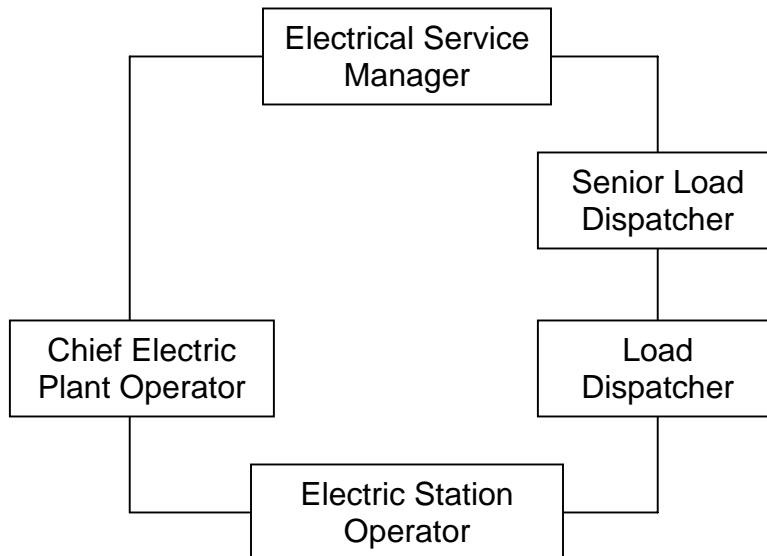 Electrical Service
Manager
Senior Load
Dispatcher
Chief Electric
Plant Operator
Load
Dispatcher
Electric Station
Operator